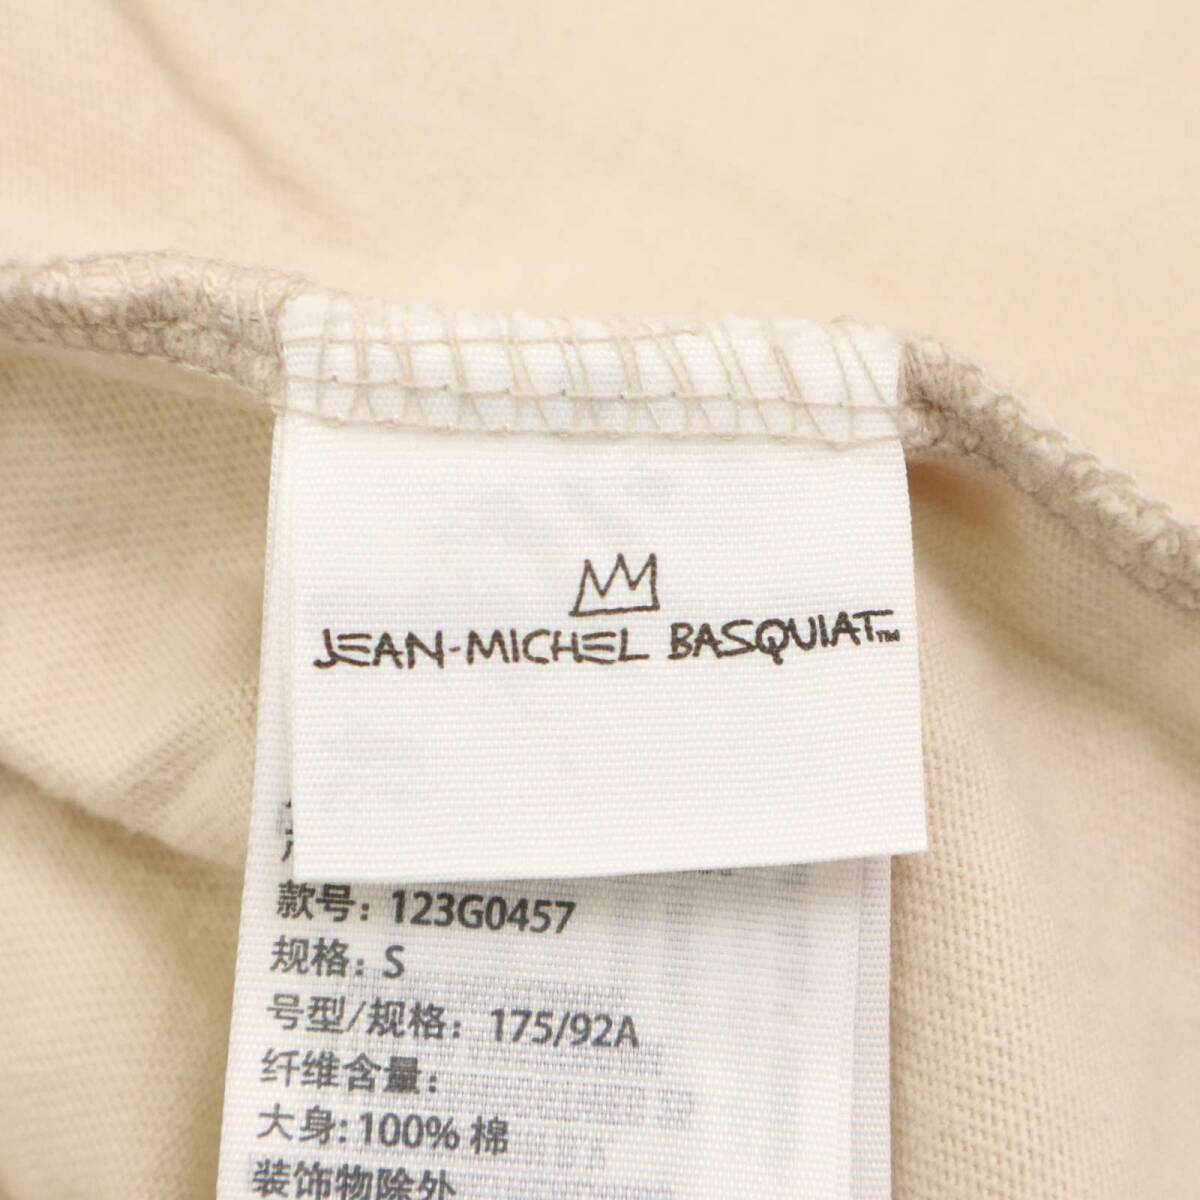 JEAN-MICHEL BASQUIAT™
款号: 123G0457
规格: S
号型/规格: 175/92A
纤维含量:
大身: 100% 棉
装饰物除外